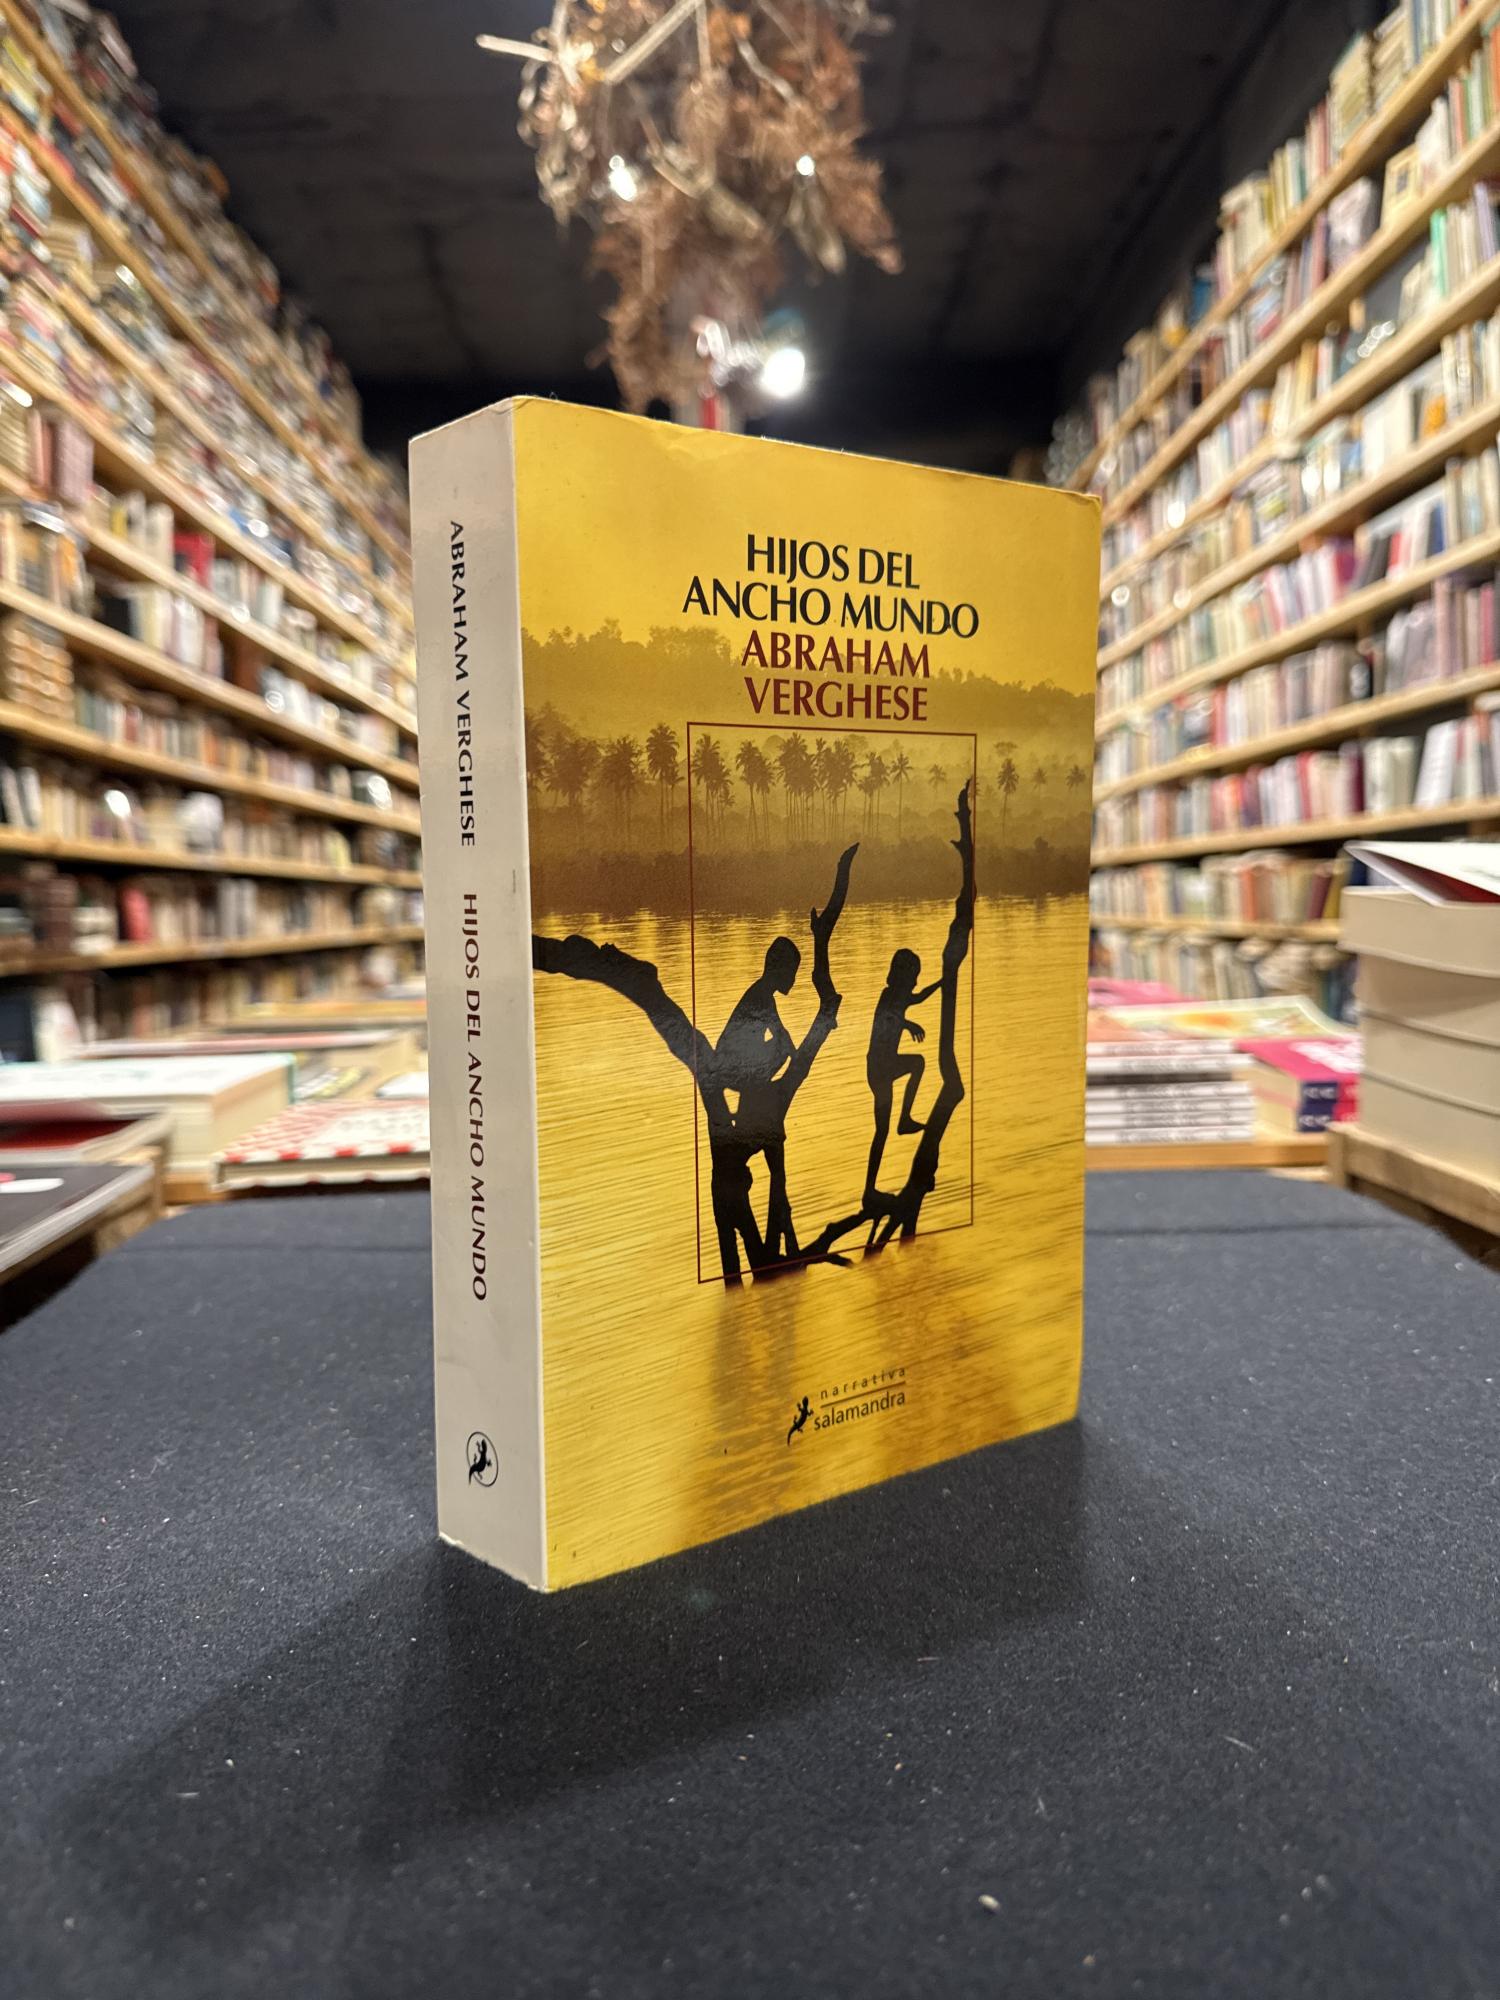 ABRAHAM VERGHESE HIJOS DEL ANCHO MUNDO
HIJOS DEL
ANCHO MUNDO
ABRAHAM
VERGHESE
narrativa
salamandra